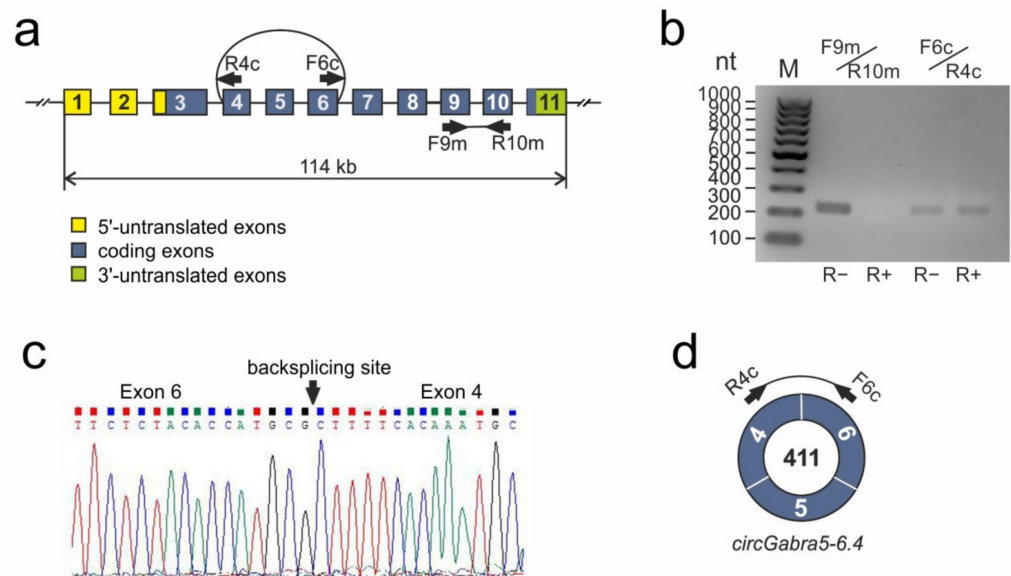 a
R4c F6c
1 2 3 4 5 6 7 8 9 10 11
F9m R10m
114 kb
5'-untranslated exons
coding exons
3'-untranslated exons
b
F9m F6c
nt M R10m R4c
1000
900
800
700
600
500
400
300
200
100
R− R+ R− R+
c
backsplicing site
Exon 6 Exon 4
T T C T C T A C A C C A T G C G C T T T T C A C A A A T G C
d
R4c F6c
4 6
411
5
circGabra5-6.4